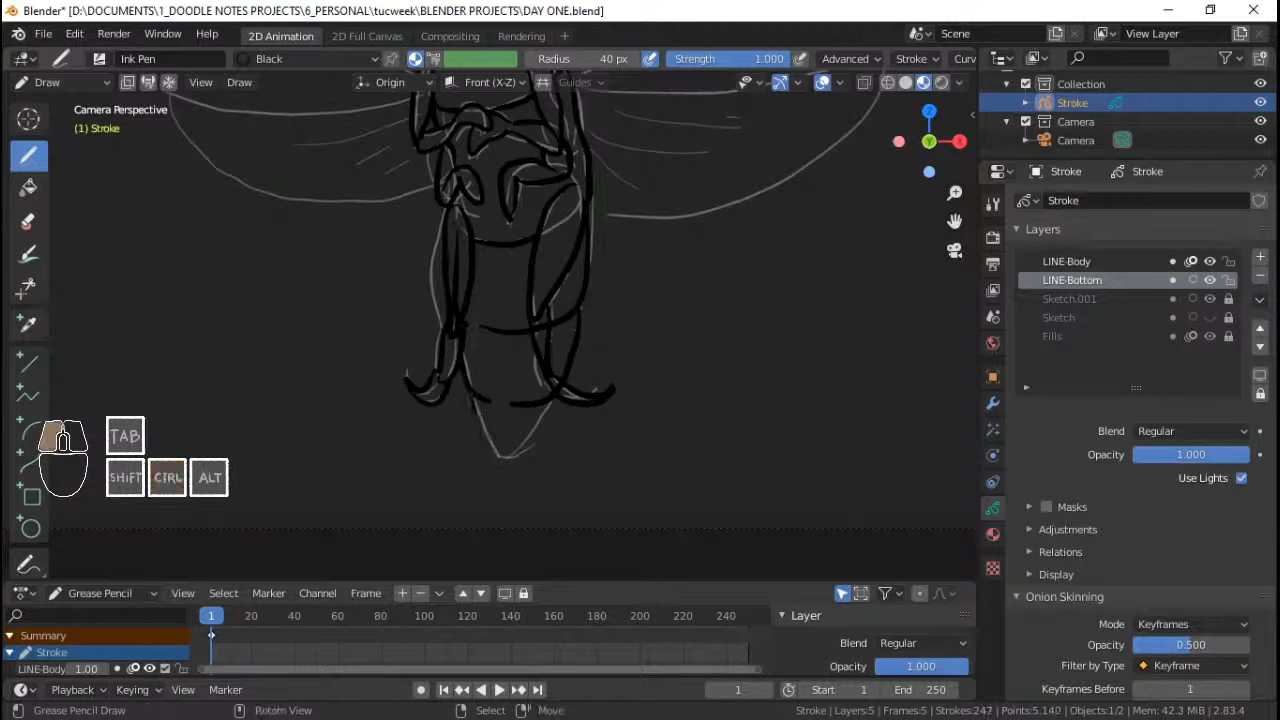 Blender* [D:\DOCUMENTS\1_DOODLE NOTES PROJECTS\6_PERSONAL\tucweek\BLENDER PROJECTS\DAY ONE.blend]
File Edit Render Window Help 2D Animation 2D Full Canvas Compositing Rendering + Scene View Layer
Ink Pen Black Radius 40 px Strength 1.000 Advanced Stroke Curv
Draw View Draw Origin Front (X-Z) Guides
Camera Perspective
(1) Stroke
Z
Y
X
Collection
Stroke
Camera
Camera
Stroke Stroke
Stroke
Layers
LINE-Body
LINE-Bottom
Sketch.001
Sketch
Fills
Blend Regular
Opacity 1.000
Use Lights
Masks
Adjustments
Relations
Display
Onion Skinning
Mode Keyframes
Opacity 0.500
Filter by Type Keyframe
Keyframes Before 1
TAB
SHIFT CTRL ALT
Grease Pencil View Select Marker Channel Frame
1 20 40 60 80 100 120 140 160 180 200 220 240
Summary
Stroke
LINE-Body 1.00
Layer
Blend Regular
Opacity 1.000
Playback Keying View Marker 1 Start 1 End 250
Grease Pencil Draw Rotate View Select Move Stroke | Layers:5 | Frames:5 | Strokes:247 | Points:5,140 | Objects:1/2 | Mem: 42.3 MiB | 2.83.4